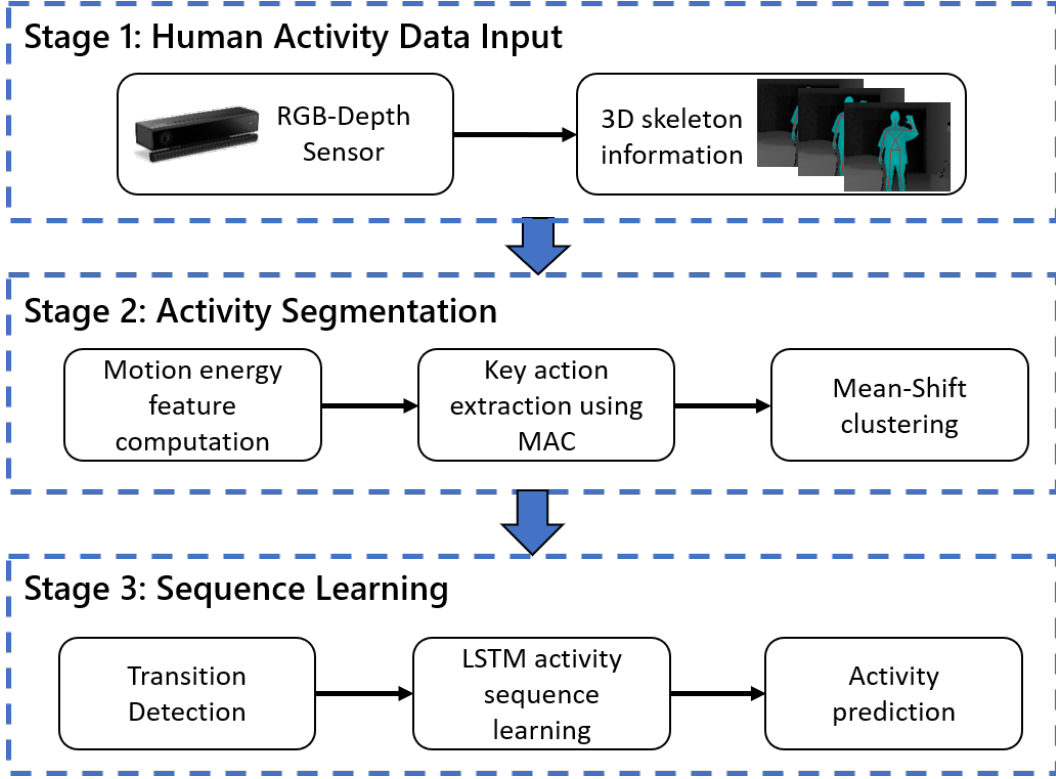 Stage 1: Human Activity Data Input
RGB-Depth
Sensor
3D skeleton
information
Stage 2: Activity Segmentation
Motion energy
feature
computation
Key action
extraction using
MAC
Mean-Shift
clustering
Stage 3: Sequence Learning
Transition
Detection
LSTM activity
sequence
learning
Activity
prediction